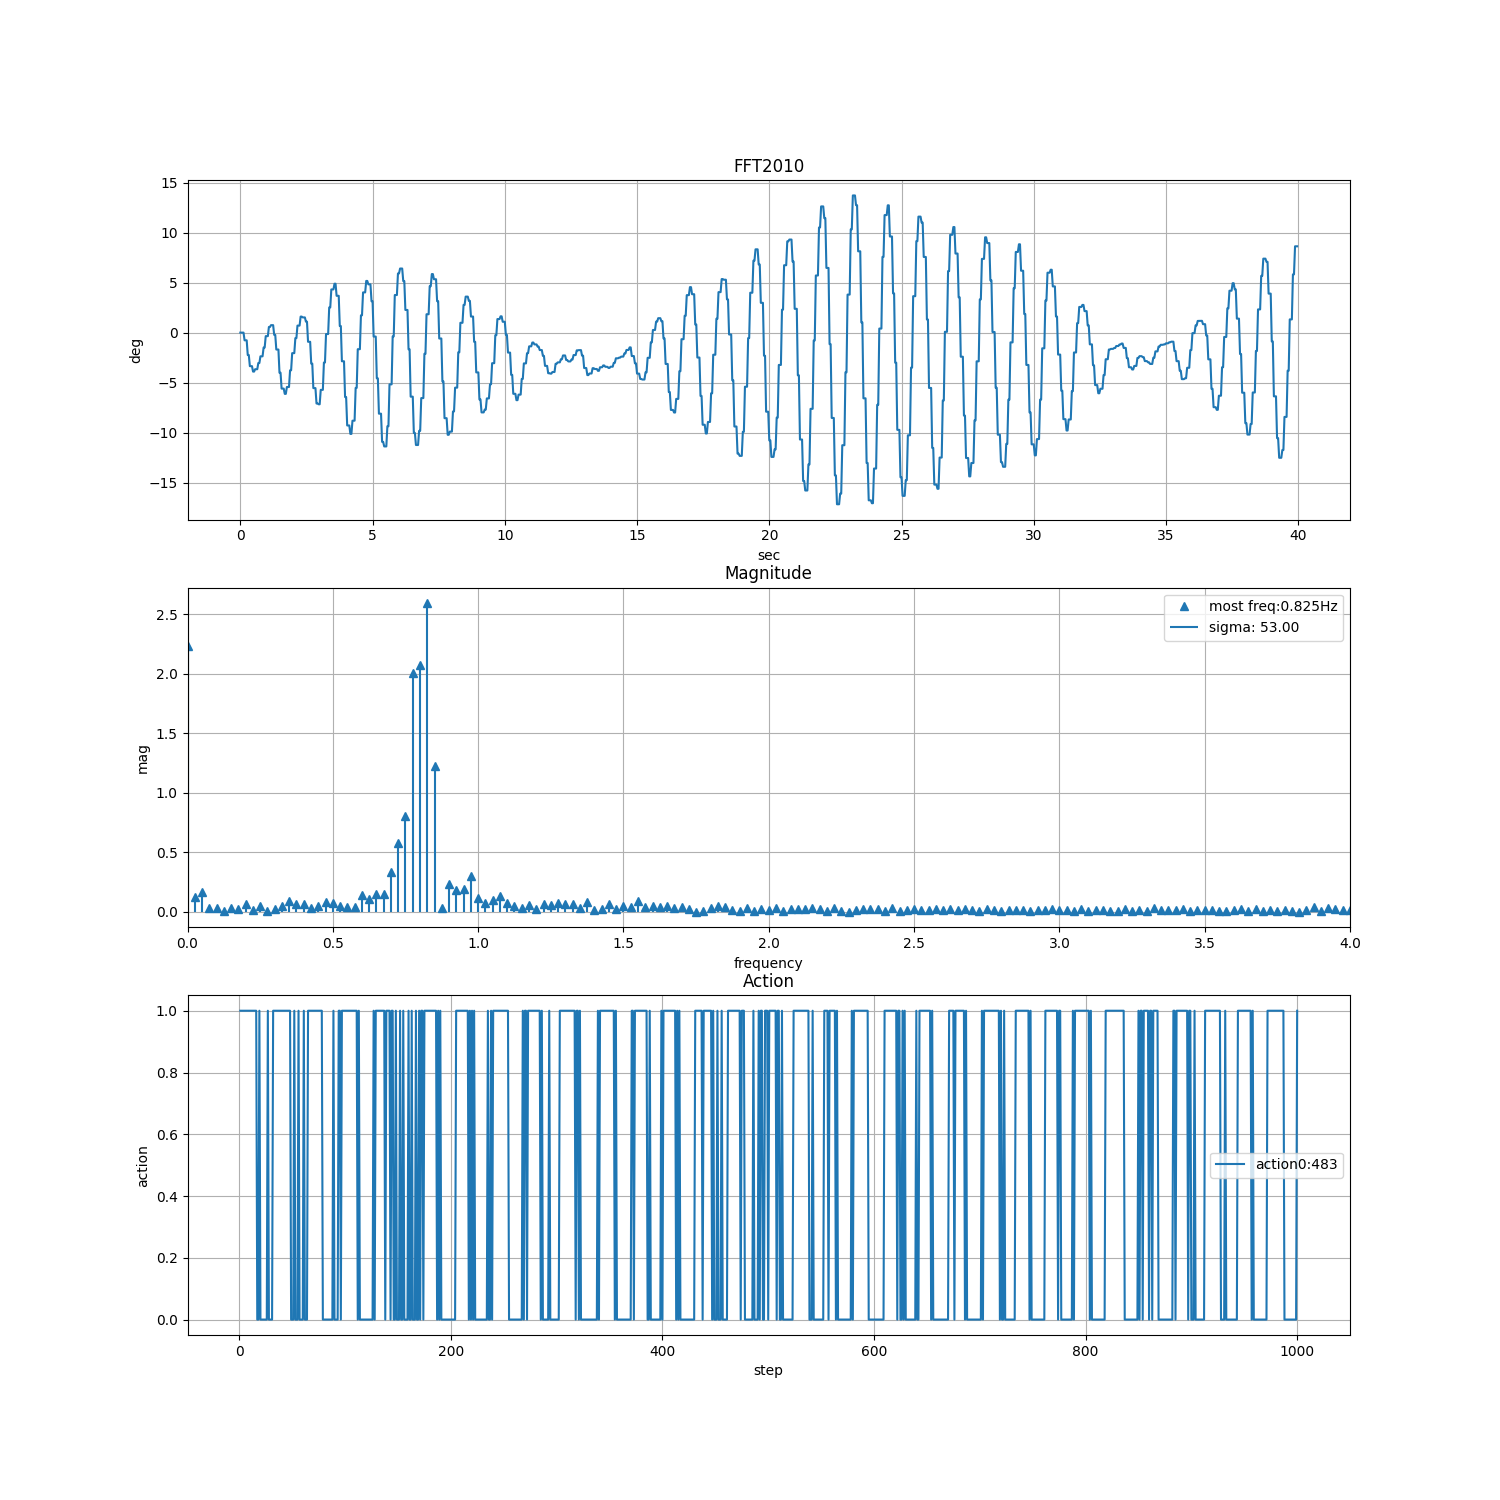 FFT2010
15
10
5
0
−5
−10
−15
deg
0 5 10 15 20 25 30 35 40
sec
Magnitude
2.5
2.0
1.5
1.0
0.5
0.0
mag
most freq:0.825Hz
sigma: 53.00
0.0 0.5 1.0 1.5 2.0 2.5 3.0 3.5 4.0
frequency
Action
1.0
0.8
0.6
0.4
0.2
0.0
action
action0:483
0 200 400 600 800 1000
step